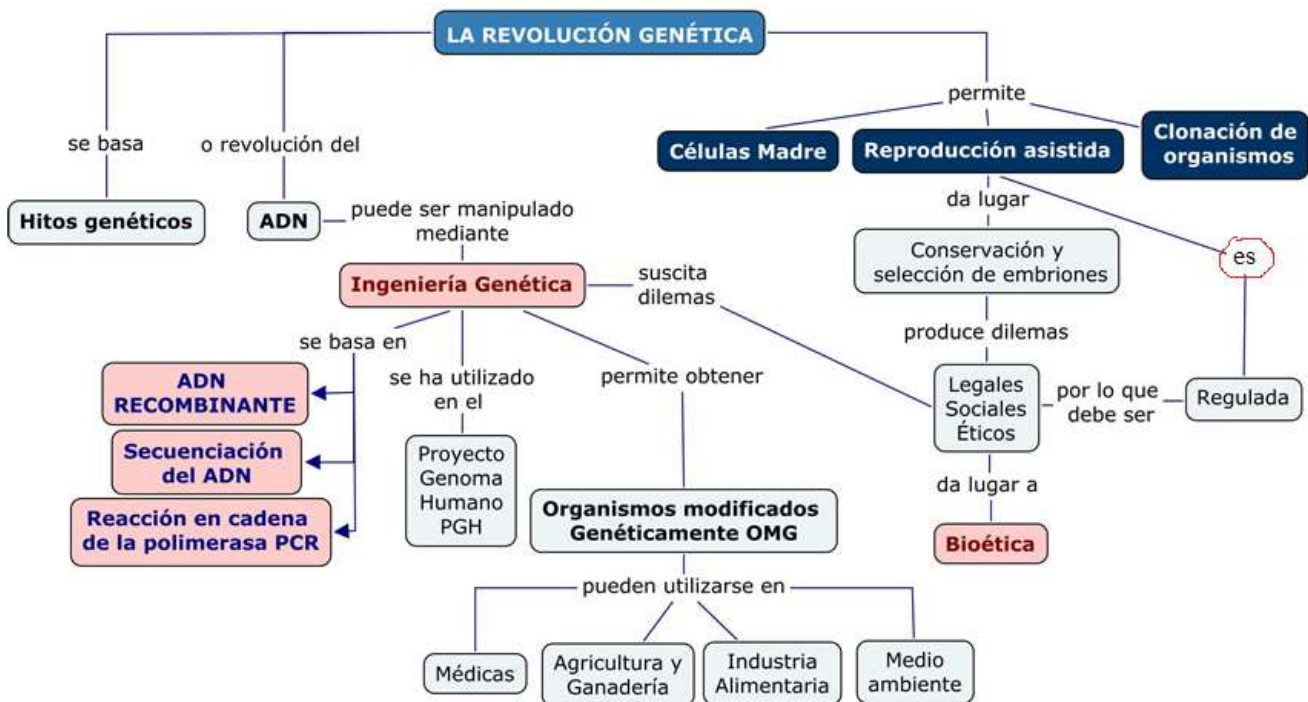 LA REVOLUCIÓN GENÉTICA
se basa
Hitos genéticos
o revolución del
ADN
puede ser manipulado
mediante
Ingeniería Genética
se basa en
ADN
RECOMBINANTE
Secuenciación
del ADN
Reacción en cadena
de la polimerasa PCR
se ha utilizado
en el
Proyecto
Genoma
Humano
PGH
permite obtener
Organismos modificados
Genéticamente OMG
pueden utilizarse en
Médicas
Agricultura y
Ganadería
Industria
Alimentaria
Medio
ambiente
suscita
dilemas
permite
Células Madre
Reproducción asistida
Clonación de
organismos
da lugar
Conservación y
selección de embriones
produce dilemas
Legales
Sociales
Éticos
por lo que
debe ser
Regulada
es
da lugar a
Bioética